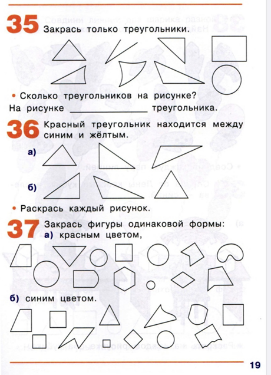 35 Закрась только треугольники.
• Сколько треугольников на рисунке?
На рисунке ____________ треугольника.
36 Красный треугольник находится между
синим и жёлтым.
а)
б)
• Раскрась каждый рисунок.
37 Закрась фигуры одинаковой формы:
а) красным цветом,
б) синим цветом.
19